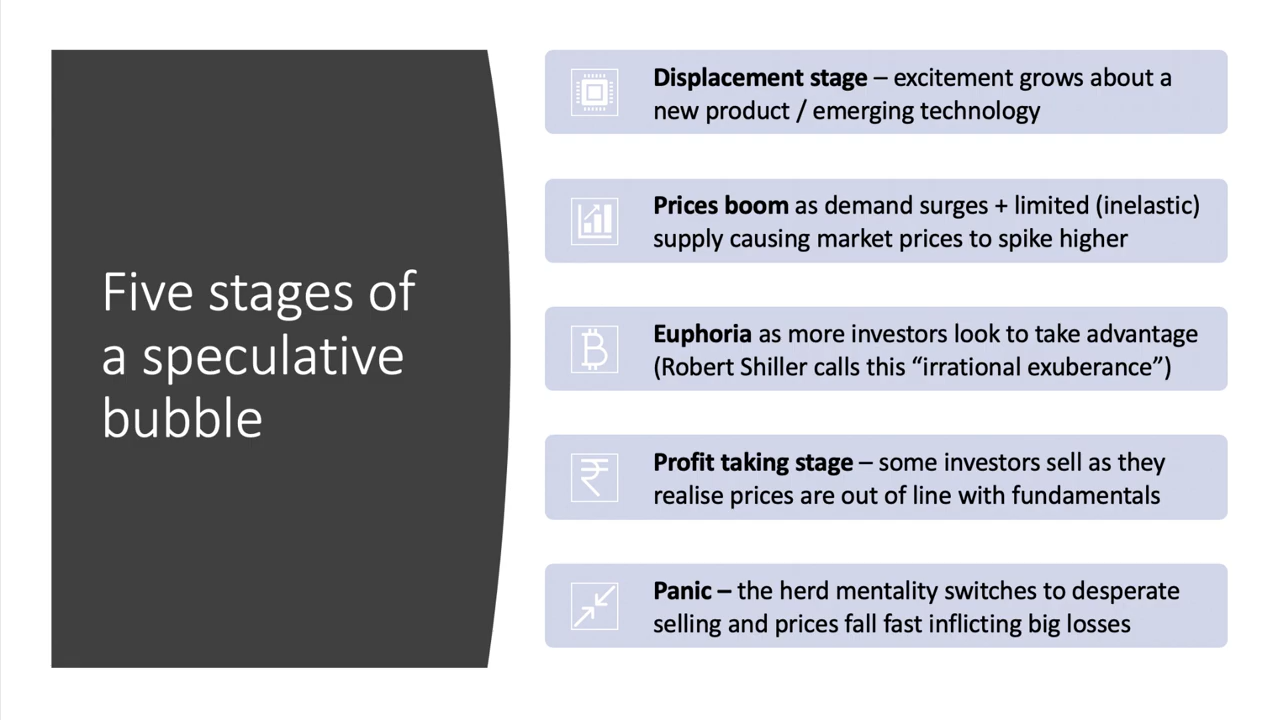 Five stages of
a speculative
bubble
Displacement stage – excitement grows about a
new product / emerging technology
Prices boom as demand surges + limited (inelastic)
supply causing market prices to spike higher
Euphoria as more investors look to take advantage
(Robert Shiller calls this “irrational exuberance”)
Profit taking stage – some investors sell as they
realise prices are out of line with fundamentals
Panic – the herd mentality switches to desperate
selling and prices fall fast inflicting big losses